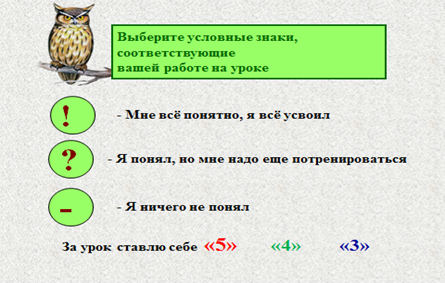 Выберите условные знаки,
соответствующие
вашей работе на уроке
! - Мне всё понятно, я всё усвоил
? - Я понял, но мне надо еще потренироваться
– - Я ничего не понял
За урок ставлю себе «5» «4» «3»